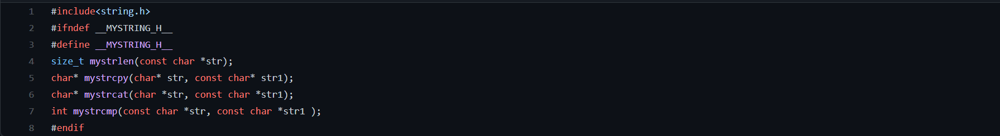 1 #include<string.h>
2 #ifndef __MYSTRING_H__
3 #define __MYSTRING_H__
4 size_t mystrlen(const char *str);
5 char* mystrcpy(char* str, const char* str1);
6 char* mystrcat(char *str, const char *str1);
7 int mystrcmp(const char *str, const char *str1 );
8 #endif